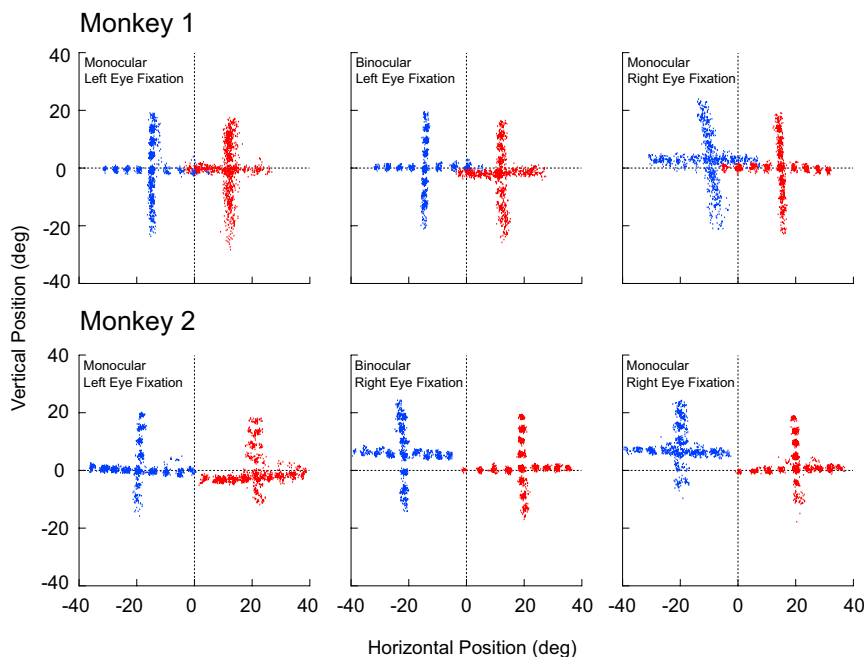 Monkey 1
Monocular
Left Eye Fixation
Binocular
Left Eye Fixation
Monocular
Right Eye Fixation
40
20
0
-20
-40
Monkey 2
Monocular
Left Eye Fixation
Binocular
Right Eye Fixation
Monocular
Right Eye Fixation
40
20
0
-20
-40
-40 -20 0 20 40
-40 -20 0 20 40
-40 -20 0 20 40
Vertical Position (deg)
Horizontal Position (deg)